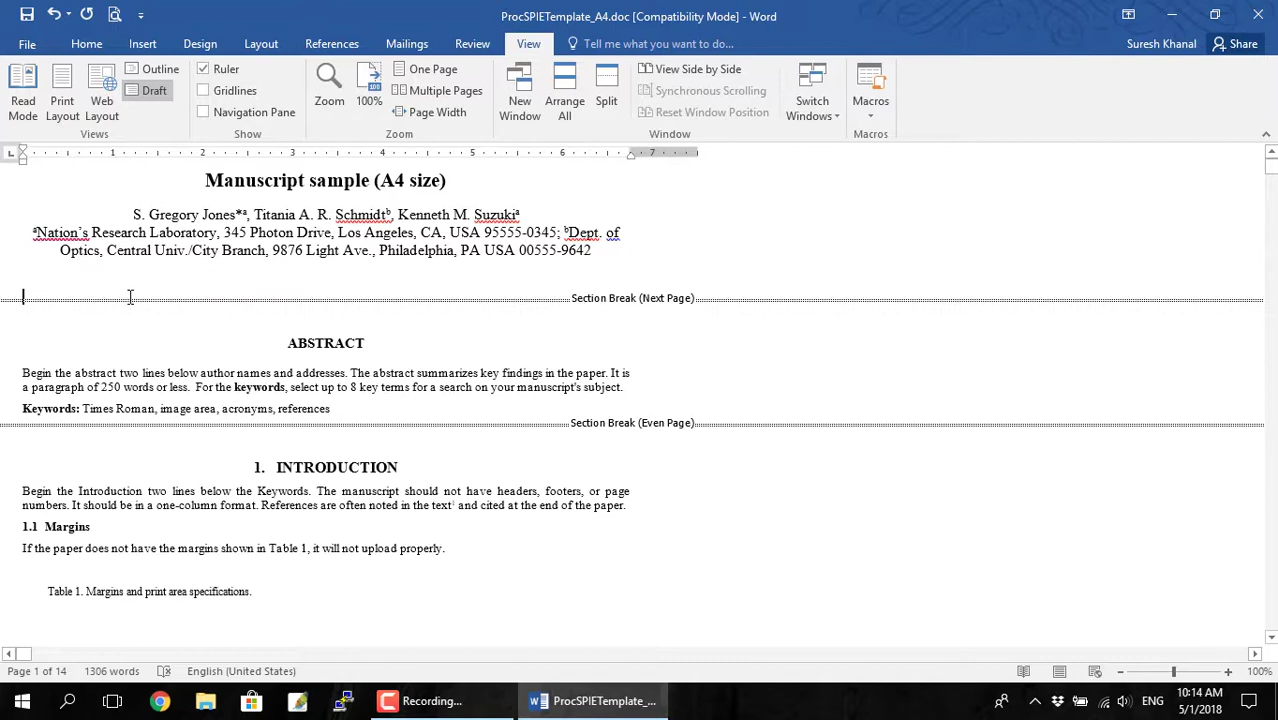 ProcSPIETemplate_A4.doc [Compatibility Mode] - Word
File Home Insert Design Layout References Mailings Review View Tell me what you want to do... Suresh Khanal Share
Read Mode
Print Layout
Web Layout
Outline
Draft
Views
Ruler
Gridlines
Navigation Pane
Show
Zoom
100%
One Page
Multiple Pages
Page Width
Zoom
New Window
Arrange All
Split
View Side by Side
Synchronous Scrolling
Reset Window Position
Window
Switch Windows
Macros
Macros
1 2 3 4 5 6 7
Manuscript sample (A4 size)
S. Gregory Jones*ᵃ, Titania A. R. Schmidtᵇ, Kenneth M. Suzukiᵃ
ᵃNation’s Research Laboratory, 345 Photon Drive, Los Angeles, CA, USA 95555-0345; ᵇDept. of
Optics, Central Univ./City Branch, 9876 Light Ave., Philadelphia, PA USA 00555-9642
Section Break (Next Page)
ABSTRACT
Begin the abstract two lines below author names and addresses. The abstract summarizes key findings in the paper. It is
a paragraph of 250 words or less. For the keywords, select up to 8 key terms for a search on your manuscript's subject.
Keywords: Times Roman, image area, acronyms, references
Section Break (Even Page)
1. INTRODUCTION
Begin the Introduction two lines below the Keywords. The manuscript should not have headers, footers, or page
numbers. It should be in a one-column format. References are often noted in the text¹ and cited at the end of the paper.
1.1 Margins
If the paper does not have the margins shown in Table 1, it will not upload properly.
Table 1. Margins and print area specifications.
Page 1 of 14 1306 words English (United States) 100%
Recording... ProcSPIETemplate_... ENG
10:14 AM
5/1/2018